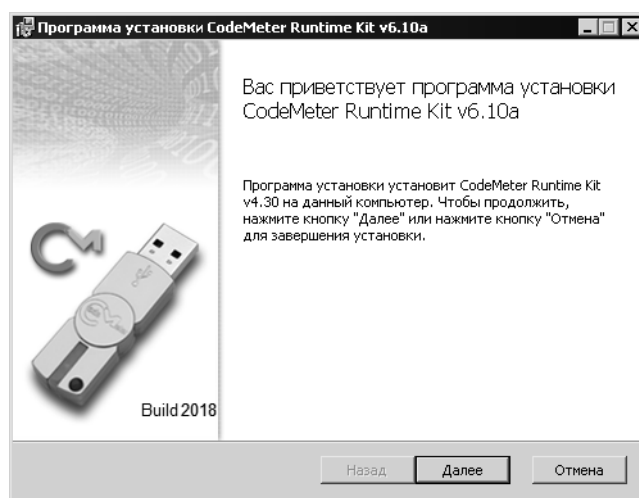 Программа установки CodeMeter Runtime Kit v6.10a
Вас приветствует программа установки
CodeMeter Runtime Kit v6.10a
Программа установки установит CodeMeter Runtime Kit
v4.30 на данный компьютер. Чтобы продолжить,
нажмите кнопку "Далее" или нажмите кнопку "Отмена"
для завершения установки.
Build 2018
Назад
Далее
Отмена